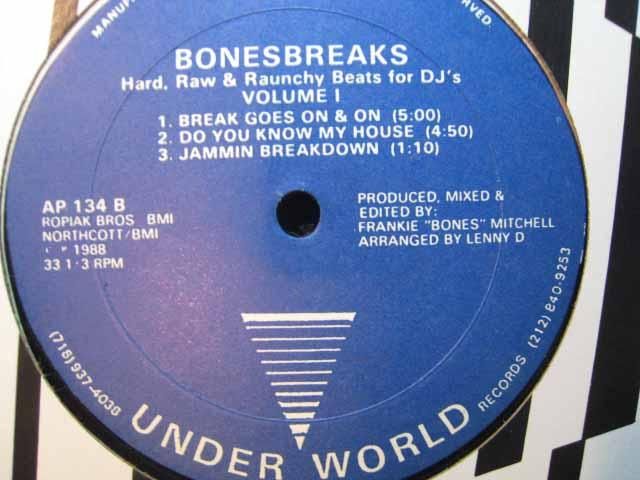 MANUF
RVED.
BONESBREAKS
Hard, Raw & Raunchy Beats for DJ's
VOLUME I
1. BREAK GOES ON & ON (5:00)
2. DO YOU KNOW MY HOUSE (4:50)
3. JAMMIN BREAKDOWN (1:10)
AP 134 B
ROPIAK BROS BMI
NORTHCOTT/BMI
1988
33 1·3 RPM
PRODUCED, MIXED &
EDITED BY:
FRANKIE "BONES" MITCHELL
ARRANGED BY LENNY D
(718) 937-4038
UNDER WORLD
RECORDS (212) 840-9253